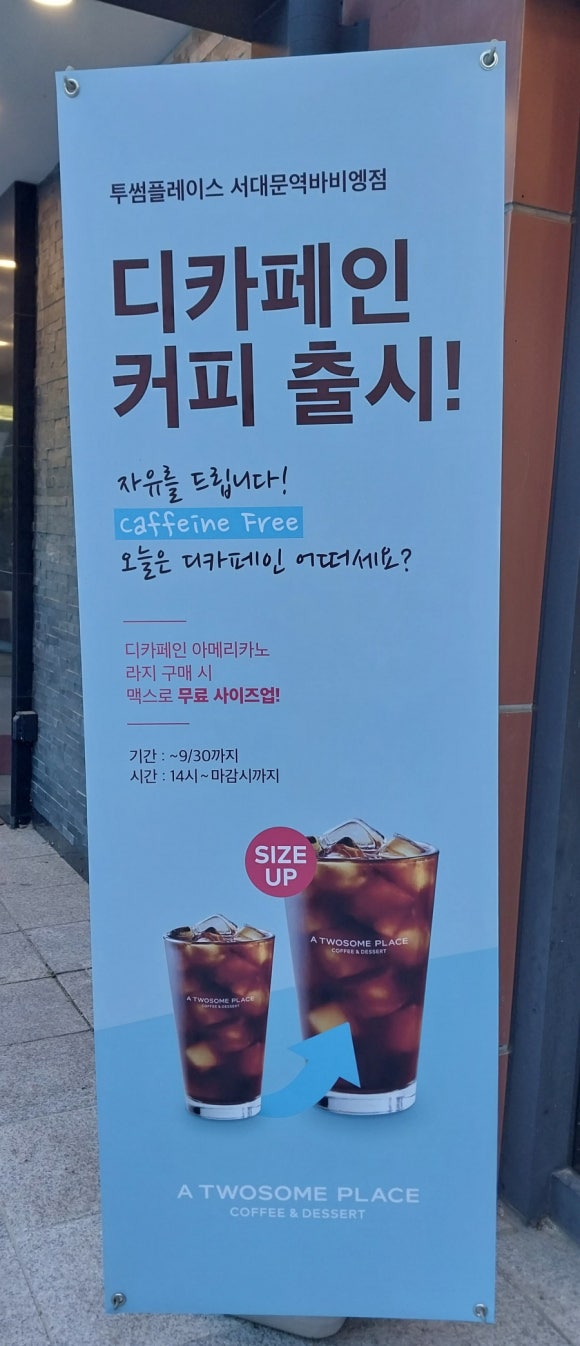 투썸플레이스 서대문역바비엥점
디카페인
커피 출시!
자유를 드립니다!
Caffeine Free
오늘은 디카페인 어떠세요?
디카페인 아메리카노
라지 구매 시
맥스로 무료 사이즈업!
기간 : ~9/30까지
시간 : 14시~마감시까지
SIZE
UP
A TWOSOME PLACE
COFFEE & DESSERT
A TWOSOME PLACE
COFFEE & DESSERT
A TWOSOME PLACE
COFFEE & DESSERT